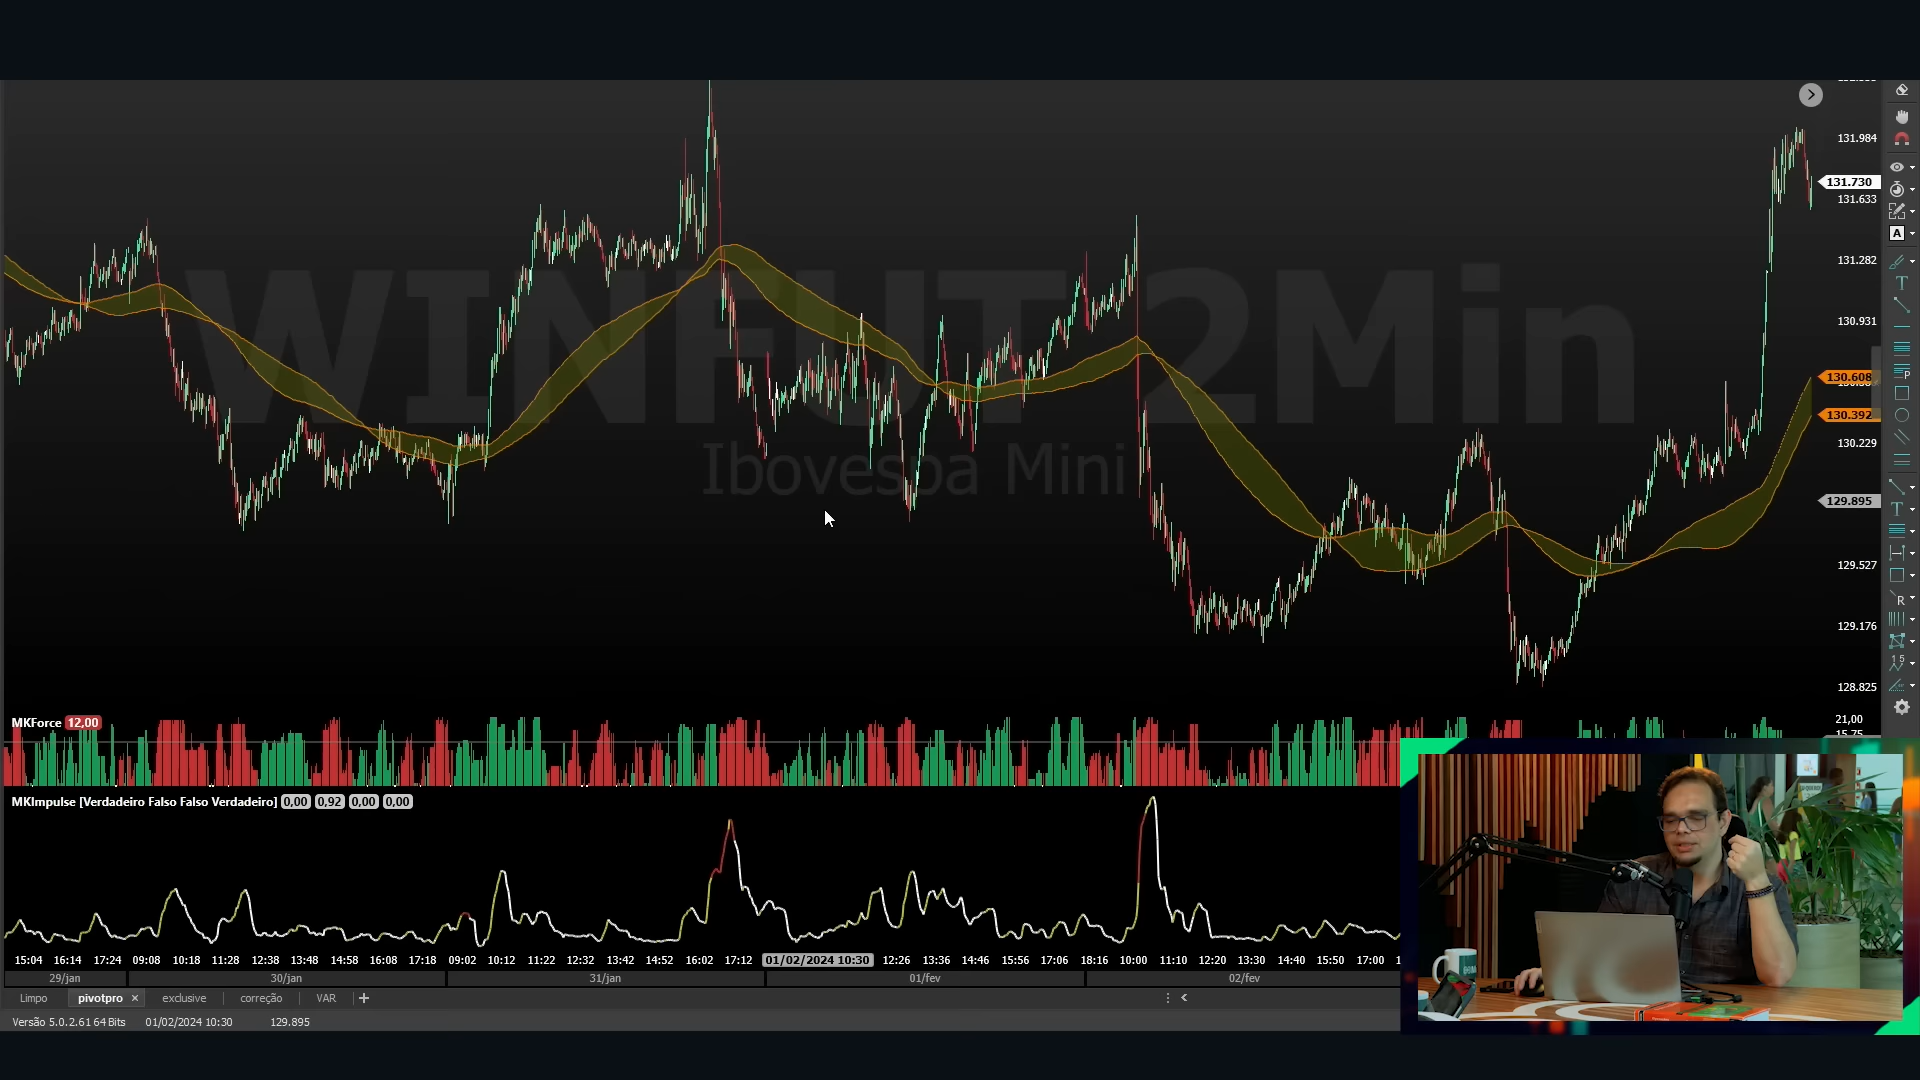 WINFUT 2Min
Ibovespa Mini
131.984
131.730
131.633
131.282
130.931
130.608
130.392
130.229
129.895
129.527
129.176
128.825
MKForce 12,00
21,00
15,75
MKImpulse [Verdadeiro Falso Falso Verdadeiro] 0,00 0,92 0,00 0,00
15:04 16:14 17:24 09:08 10:18 11:28 12:38 13:48 14:58 16:08 17:18 09:02 10:12 11:22 12:32 13:42 14:52 16:02 17:12 01/02/2024 10:30 12:26 13:36 14:46 15:56 17:06 18:16 10:00 11:10 12:20 13:30 14:40 15:50 17:00
29/jan 30/jan 31/jan 01/fev 02/fev
Limpo pivotpro × exclusive correção VAR +
Versão 5.0.2.61 64 Bits 01/02/2024 10:30 129.895